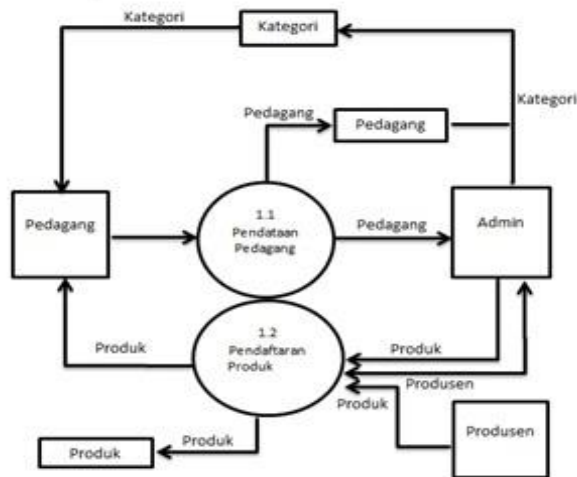 Kategori
Kategori
Kategori
Pedagang
Pedagang
1.1
Pendataan
Pedagang
Pedagang
Pedagang
Admin
1.2
Pendaftaran
Produk
Produk
Produk
Produsen
Produk
Produsen
Produk
Produk